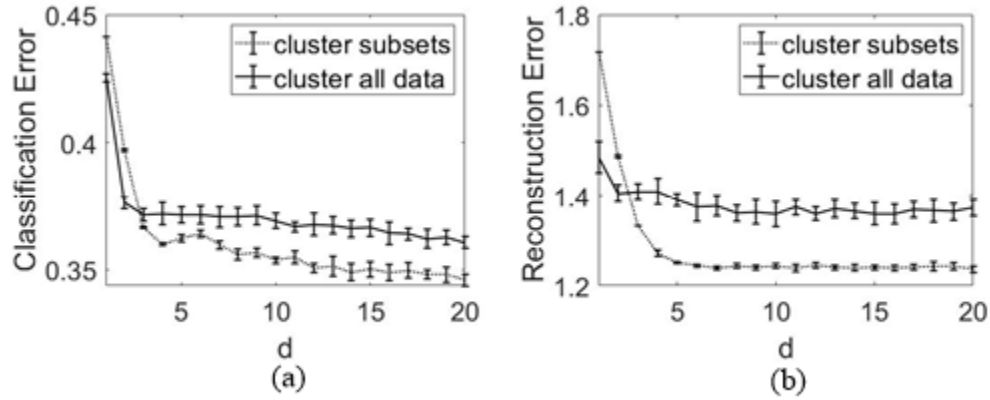 Classification Error
0.45
0.4
0.35
cluster subsets
cluster all data
5
10
15
20
d
(a)
Reconstruction Error
1.8
1.6
1.4
1.2
cluster subsets
cluster all data
5
10
15
20
d
(b)